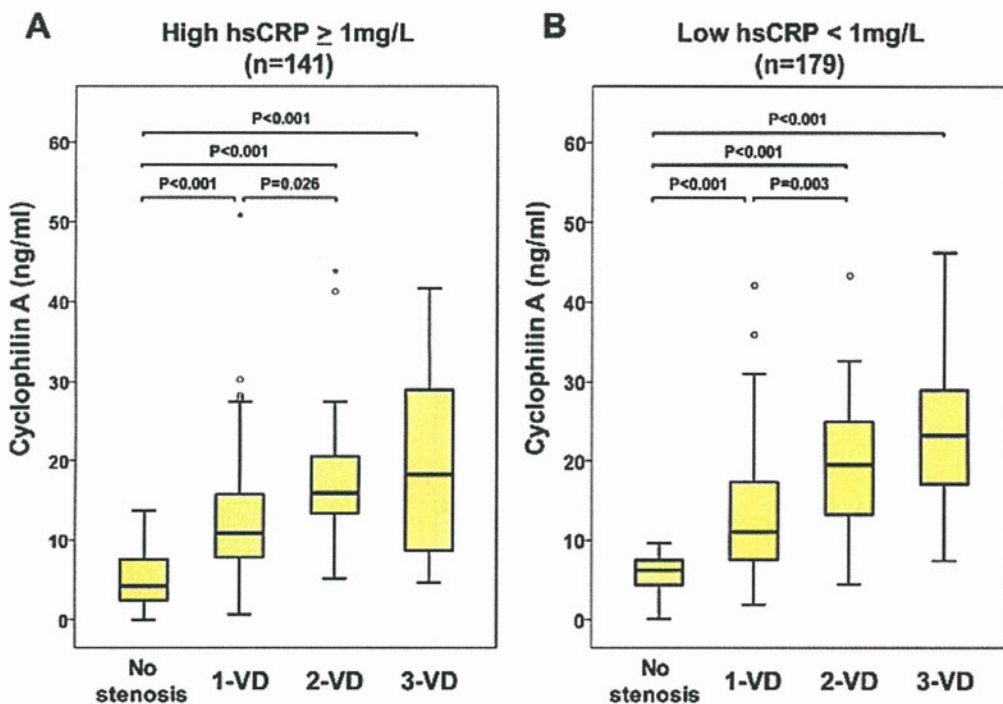 A
High hsCRP ≥ 1mg/L
(n=141)
P<0.001
P<0.001
P<0.001 P=0.026
60
50
40
30
20
10
0
Cyclophilin A (ng/ml)
No stenosis 1-VD 2-VD 3-VD
B
Low hsCRP < 1mg/L
(n=179)
P<0.001
P<0.001
P<0.001 P=0.003
60
50
40
30
20
10
0
Cyclophilin A (ng/ml)
No stenosis 1-VD 2-VD 3-VD